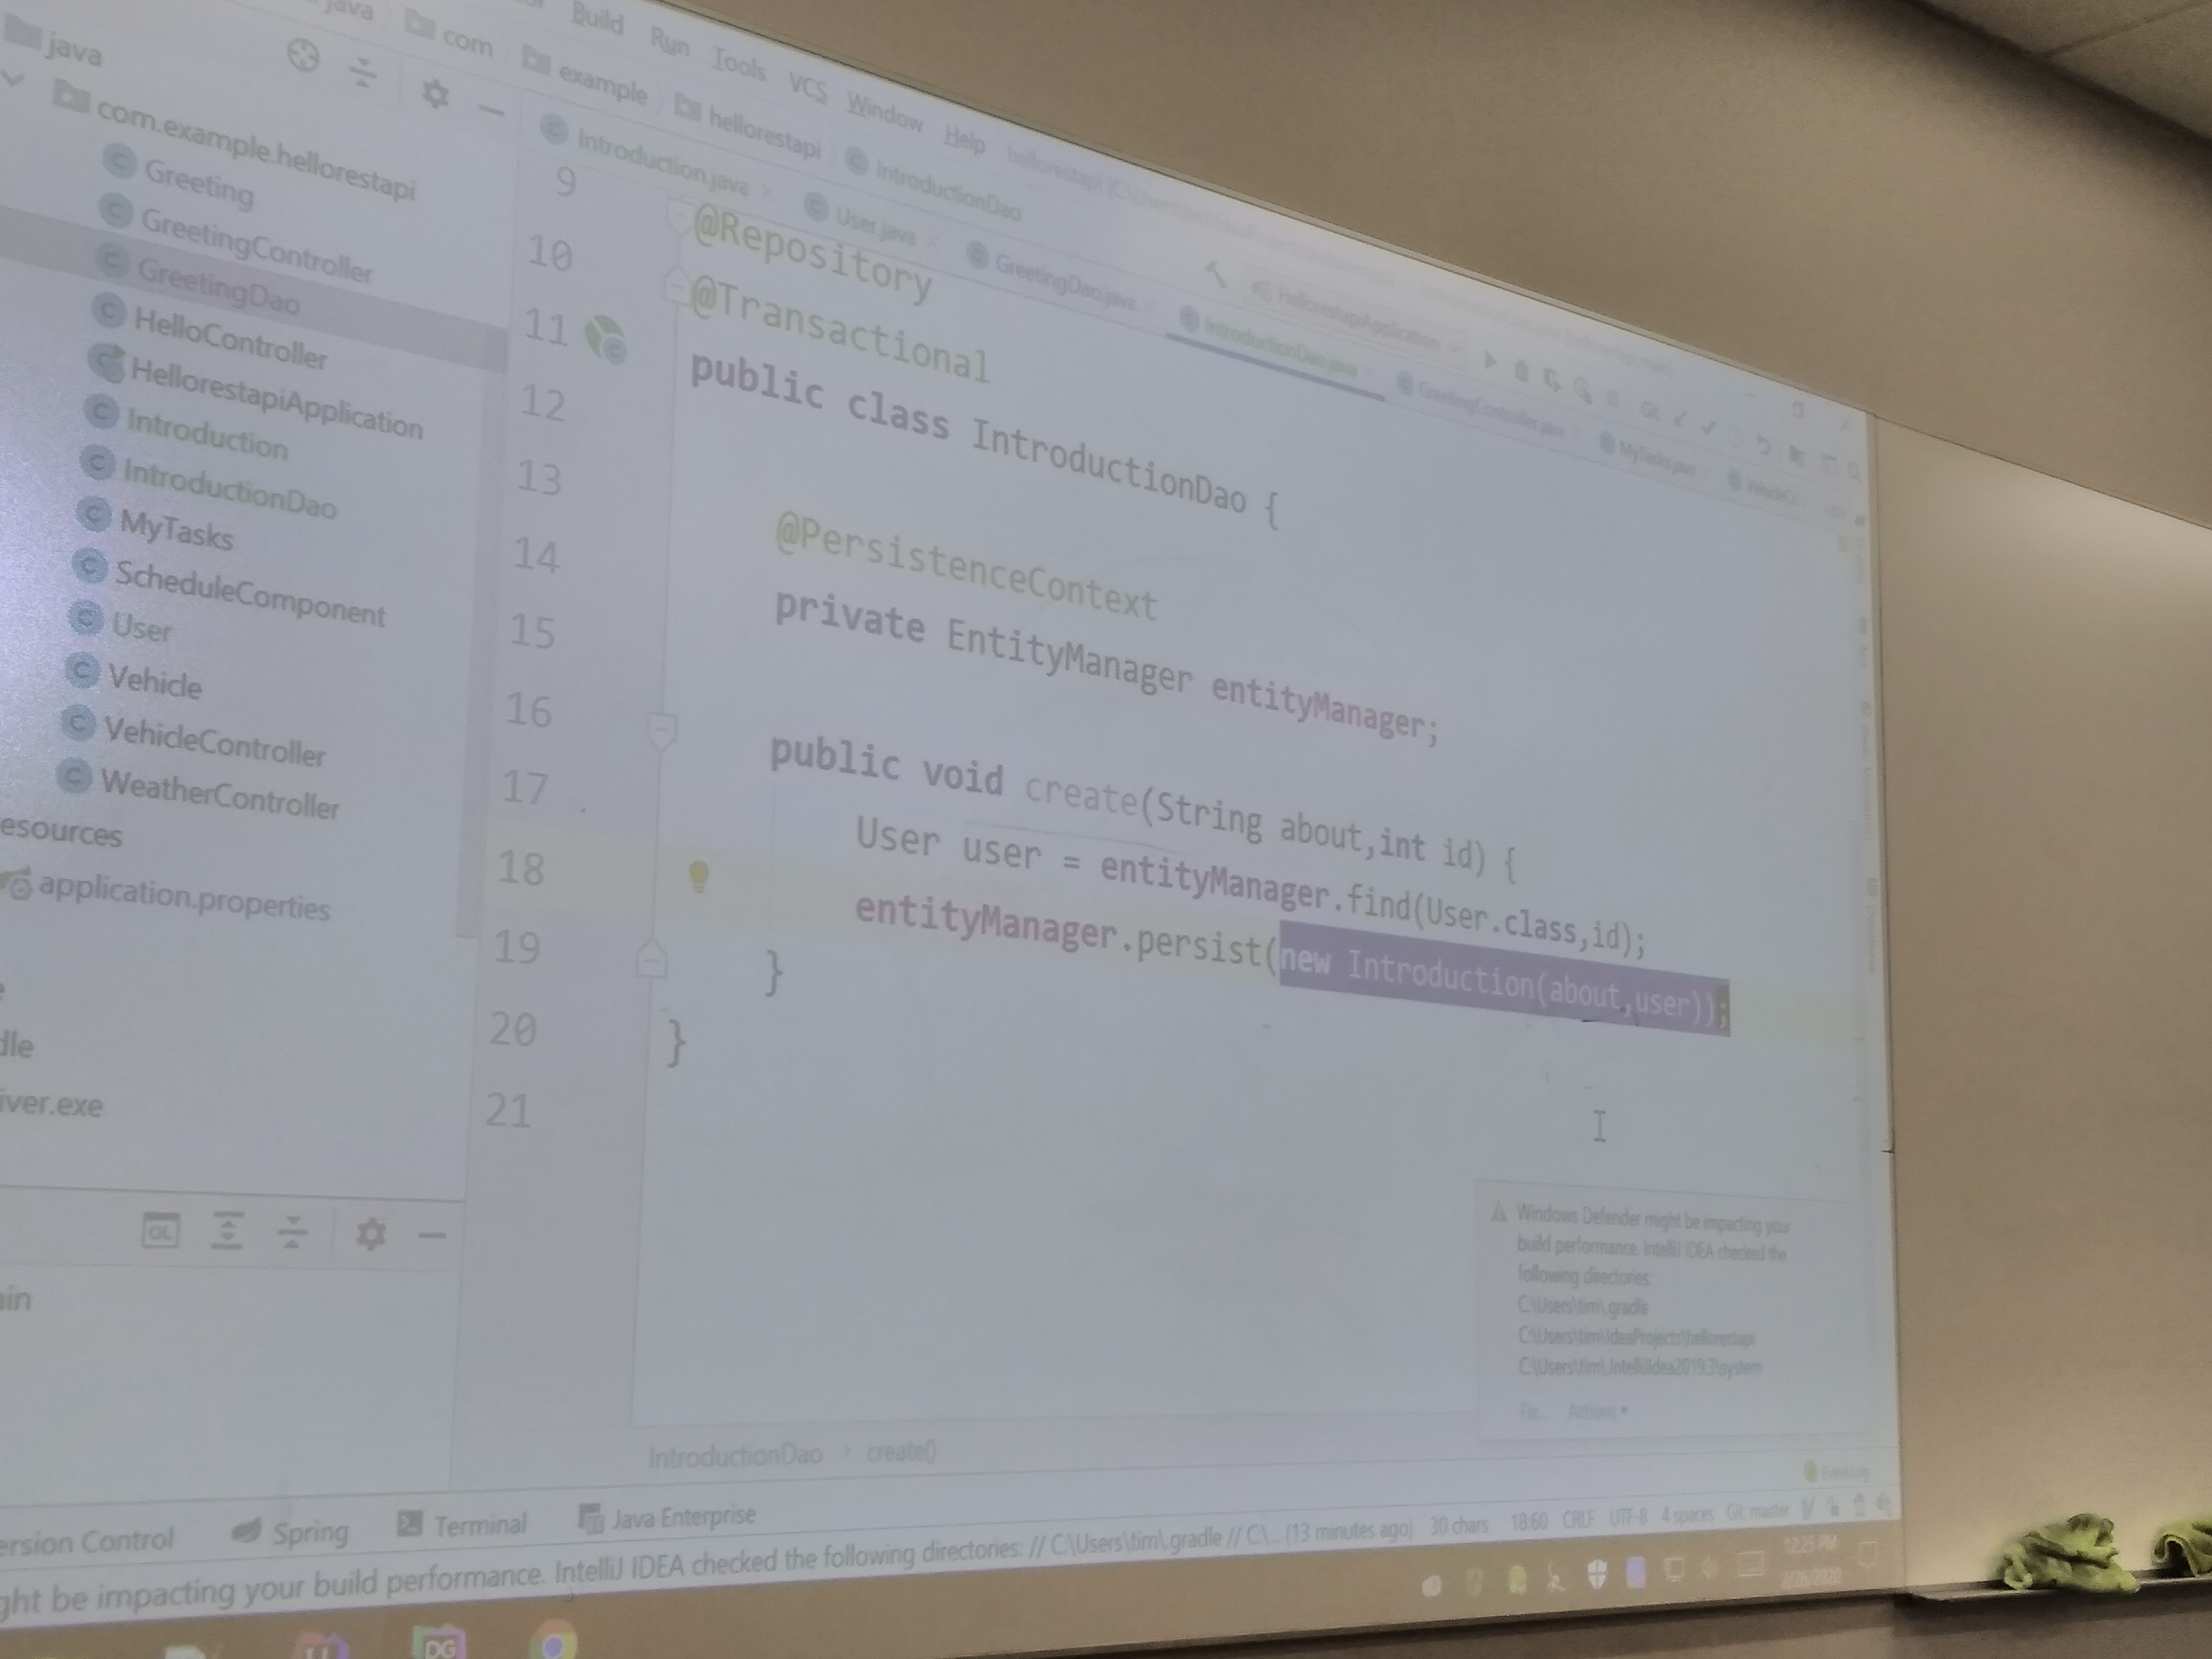 Build Run Tools VCS Window Help hellorestapi
java com example hellorestapi IntroductionDao
HellorestapiApplication Git:
Introduction.java User.java GreetingDao.java IntroductionDao.java GreetingController.java MyTasks.java
java
com.example.hellorestapi
Greeting
GreetingController
GreetingDao
HelloController
HellorestapiApplication
Introduction
IntroductionDao
MyTasks
ScheduleComponent
User
Vehicle
VehicleController
WeatherController
esources
application.properties
dle
iver.exe
ain
9 @Repository
10 @Transactional
11 public class IntroductionDao {
12
13 @PersistenceContext
14 private EntityManager entityManager;
15
16 public void create(String about,int id) {
17 User user = entityManager.find(User.class,id);
18 entityManager.persist(new Introduction(about,user));
19 }
20 }
21
Windows Defender might be impacting your
build performance. IntelliJ IDEA checked the
following directories:
C:\Users\tim\.gradle
C:\Users\tim\IdeaProjects\hellorestapi
C:\Users\tim\.IntelliJIdea2019.3\system
Fix... Actions
IntroductionDao › create()
Event Log
ersion Control Spring Terminal Java Enterprise
ght be impacting your build performance. IntelliJ IDEA checked the following directories: // C:\Users\tim\.gradle // C:\... (13 minutes ago) 30 chars 18:60 CRLF UTF-8 4 spaces Git: master
12:25 PM
2/26/2020
DG